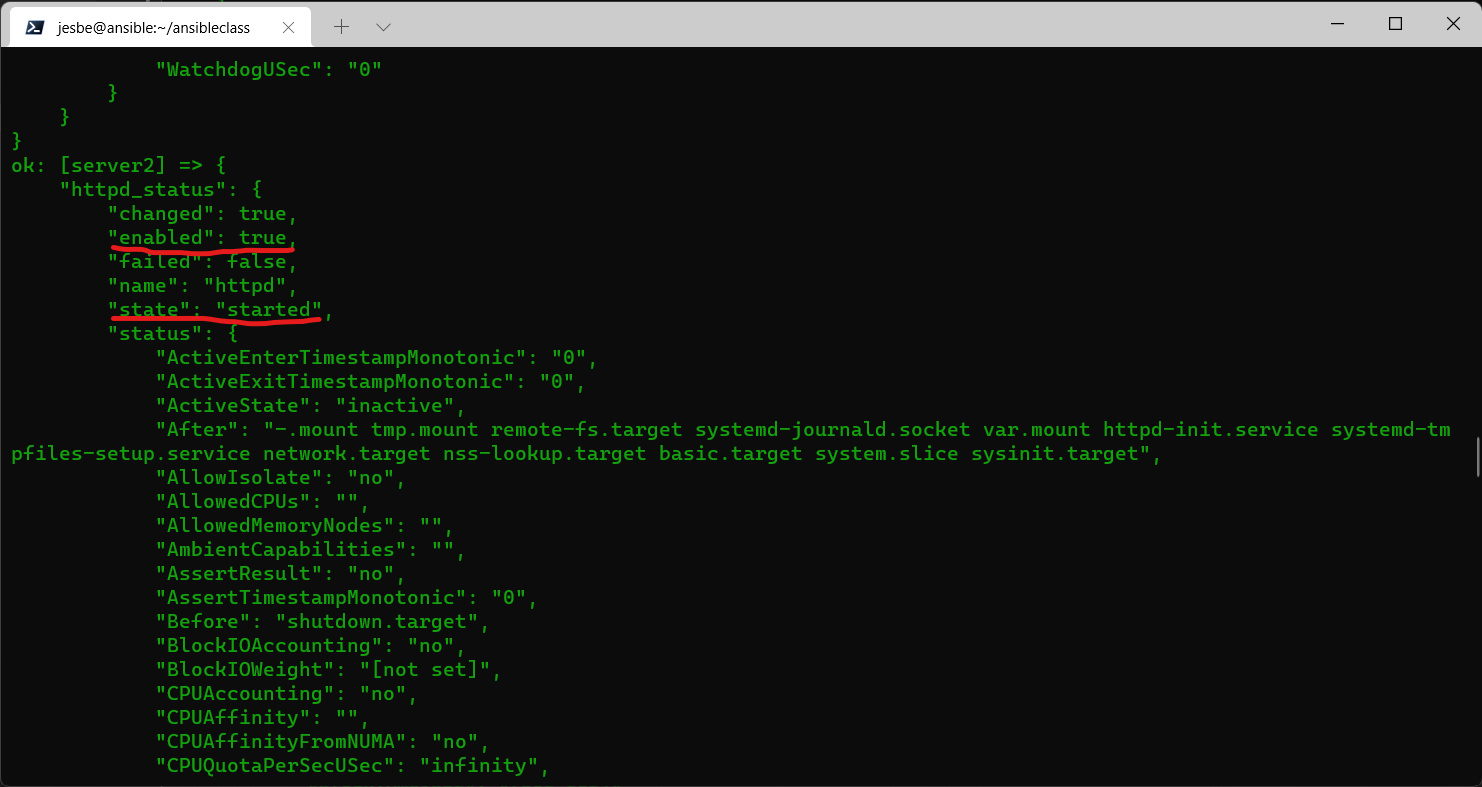 jesbe@ansible:~/ansibleclass
            "WatchdogUSec": "0"
        }
    }
}
ok: [server2] => {
    "httpd_status": {
        "changed": true,
        "enabled": true,
        "failed": false,
        "name": "httpd",
        "state": "started",
        "status": {
            "ActiveEnterTimestampMonotonic": "0",
            "ActiveExitTimestampMonotonic": "0",
            "ActiveState": "inactive",
            "After": "-.mount tmp.mount remote-fs.target systemd-journald.socket var.mount httpd-init.service systemd-tm
pfiles-setup.service network.target nss-lookup.target basic.target system.slice sysinit.target",
            "AllowIsolate": "no",
            "AllowedCPUs": "",
            "AllowedMemoryNodes": "",
            "AmbientCapabilities": "",
            "AssertResult": "no",
            "AssertTimestampMonotonic": "0",
            "Before": "shutdown.target",
            "BlockIOAccounting": "no",
            "BlockIOWeight": "[not set]",
            "CPUAccounting": "no",
            "CPUAffinity": "",
            "CPUAffinityFromNUMA": "no",
            "CPUQuotaPerSecUSec": "infinity",